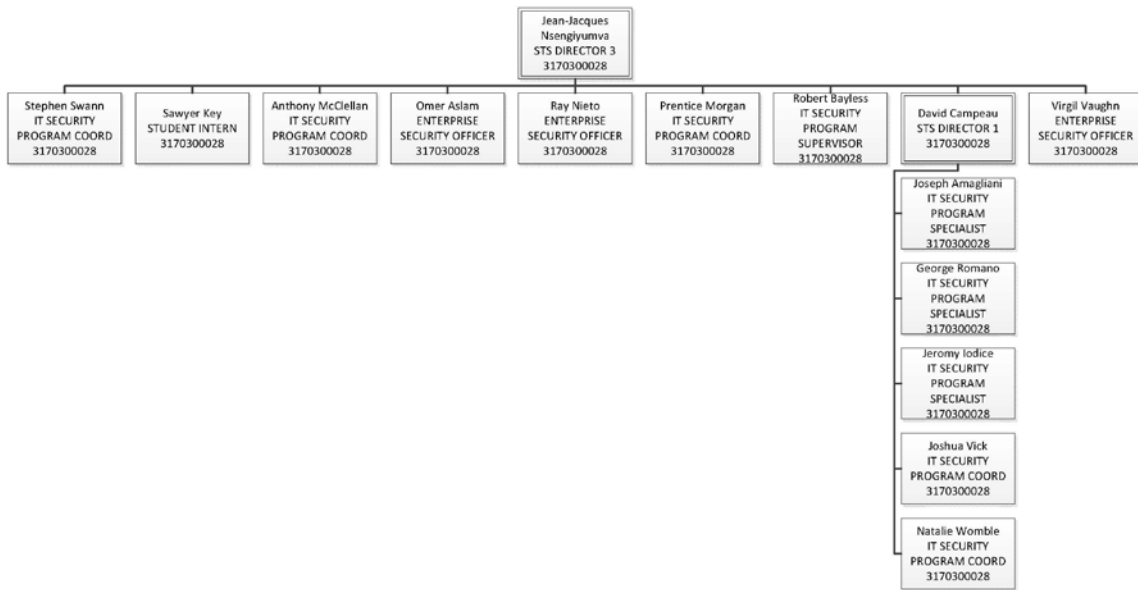 Jean-Jacques
Nsengiyumva
STS DIRECTOR 3
3170300028
Stephen Swann
IT SECURITY
PROGRAM COORD
3170300028
Sawyer Key
STUDENT INTERN
3170300028
Anthony McClellan
IT SECURITY
PROGRAM COORD
3170300028
Omer Aslam
ENTERPRISE
SECURITY OFFICER
3170300028
Ray Nieto
ENTERPRISE
SECURITY OFFICER
3170300028
Prentice Morgan
IT SECURITY
PROGRAM COORD
3170300028
Robert Bayless
IT SECURITY
PROGRAM
SUPERVISOR
3170300028
David Campeau
STS DIRECTOR 1
3170300028
Virgil Vaughn
ENTERPRISE
SECURITY OFFICER
3170300028
Joseph Amagliani
IT SECURITY
PROGRAM
SPECIALIST
3170300028
George Romano
IT SECURITY
PROGRAM
SPECIALIST
3170300028
Jeromy Iodice
IT SECURITY
PROGRAM
SPECIALIST
3170300028
Joshua Vick
IT SECURITY
PROGRAM COORD
3170300028
Natalie Womble
IT SECURITY
PROGRAM COORD
3170300028